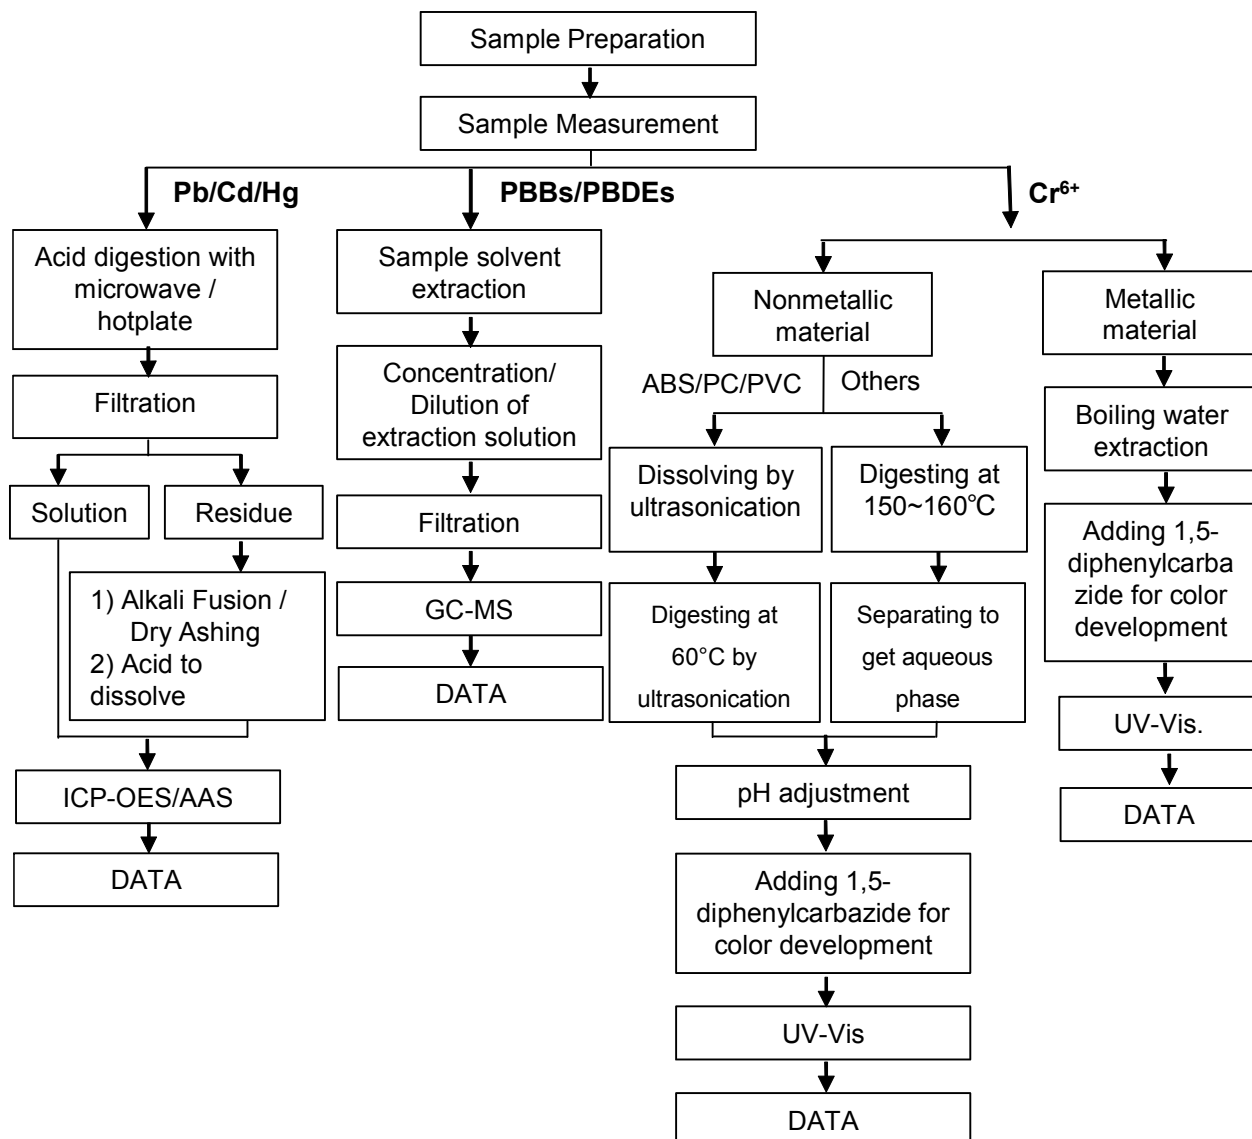 Sample Preparation
Sample Measurement
Pb/Cd/Hg
PBBs/PBDEs
Cr⁶⁺
Acid digestion with
microwave /
hotplate
Filtration
Solution
Residue
1) Alkali Fusion /
Dry Ashing
2) Acid to
dissolve
ICP-OES/AAS
DATA
Sample solvent
extraction
Concentration/
Dilution of
extraction solution
Filtration
GC-MS
DATA
Nonmetallic
material
ABS/PC/PVC
Others
Dissolving by
ultrasonication
Digesting at
60°C by
ultrasonication
Digesting at
150~160℃
Separating to
get aqueous
phase
pH adjustment
Adding 1,5-
diphenylcarbazide for
color development
UV-Vis
DATA
Metallic
material
Boiling water
extraction
Adding 1,5-
diphenylcarba
zide for color
development
UV-Vis.
DATA